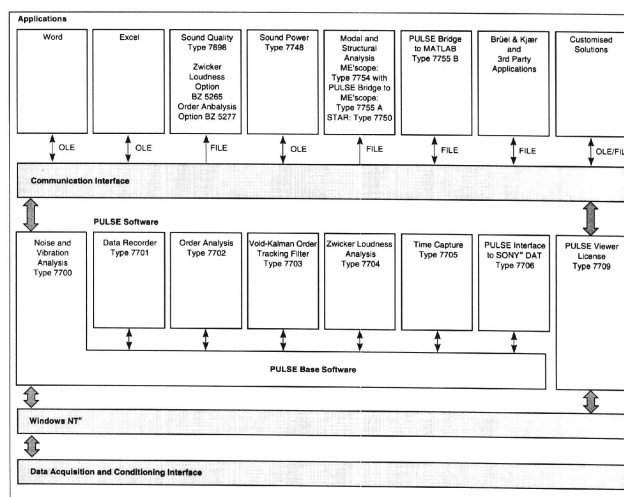 Applications
Word
Excel
Sound Quality
Type 7698
Zwicker
Loudness
Option
BZ 5265
Order Anbalysis
Option BZ 5277
Sound Power
Type 7748
Modal and
Structural
Analysis
ME'scope:
Type 7754 with
PULSE Bridge to
ME'scope:
Type 7755 A
STAR: Type 7750
PULSE Bridge
to MATLAB
Type 7755 B
Brüel & Kjær
and
3rd Party
Applications
Customised
Solutions
OLE
OLE
FILE
OLE
FILE
FILE
FILE
OLE/FIL
Communication Interface
PULSE Software
Noise and
Vibration
Analysis
Type 7700
Data Recorder
Type 7701
Order Analysis
Type 7702
Void-Kalman Order
Tracking Filter
Type 7703
Zwicker Loudness
Analysis
Type 7704
Time Capture
Type 7705
PULSE Interface
to SONY® DAT
Type 7706
PULSE Viewer
License
Type 7709
PULSE Base Software
Windows NT®
Data Acquisition and Conditioning Interface